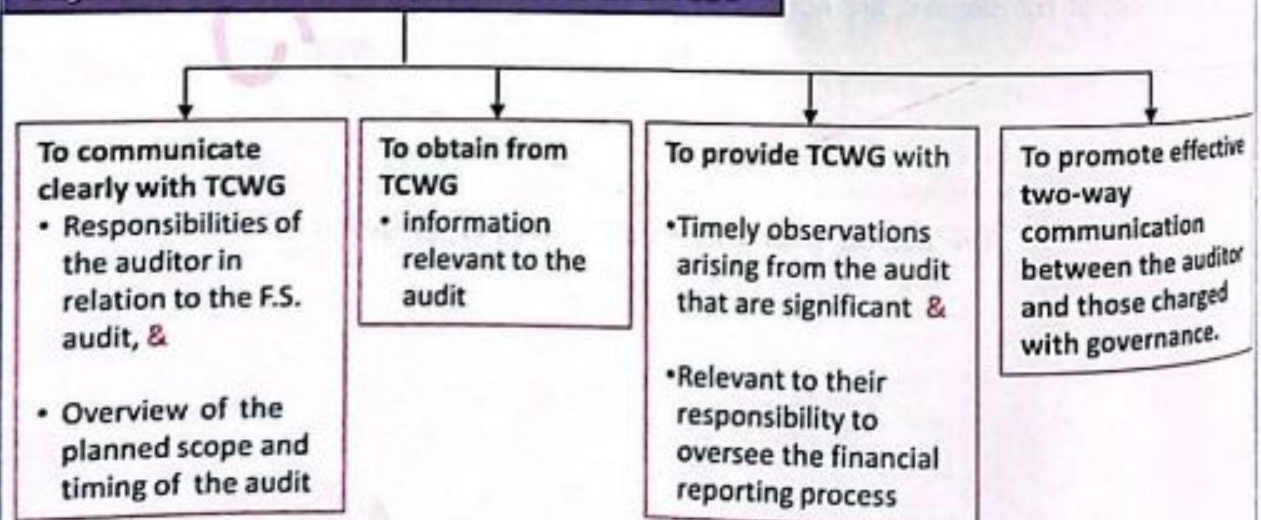 To communicate
clearly with TCWG
• Responsibilities of
the auditor in
relation to the F.S.
audit, &
• Overview of the
planned scope and
timing of the audit
To obtain from
TCWG
• information
relevant to the
audit
To provide TCWG with
•Timely observations
arising from the audit
that are significant &
•Relevant to their
responsibility to
oversee the financial
reporting process
To promote effective
two-way
communication
between the auditor
and those charged
with governance.